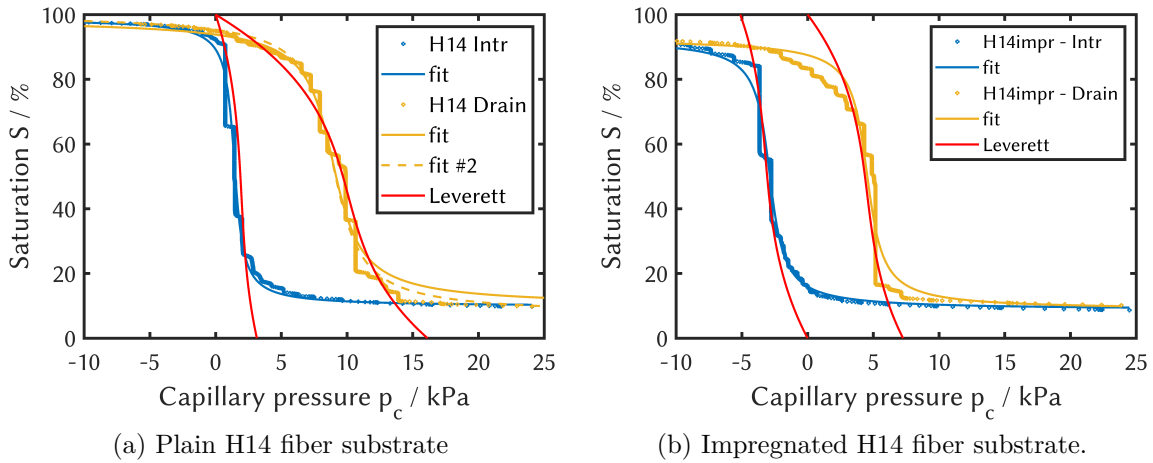 100
80
60
40
20
0
Saturation S / %
-10 -5 0 5 10 15 20 25
Capillary pressure p_c / kPa
H14 Intr
fit
H14 Drain
fit
fit #2
Leverett
(a) Plain H14 fiber substrate
100
80
60
40
20
0
Saturation S / %
-10 -5 0 5 10 15 20 25
Capillary pressure p_c / kPa
H14impr - Intr
fit
H14impr - Drain
fit
Leverett
(b) Impregnated H14 fiber substrate.